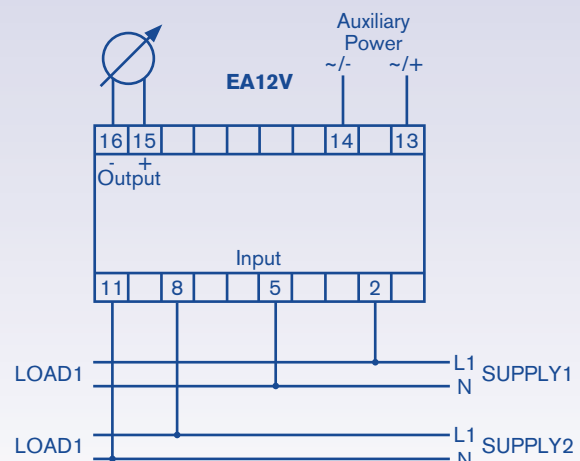 Auxiliary
Power
~/- ~/+
EA12V
16 15 14 13
- +
Output
Input
11 8 5 2
LOAD1 L1 SUPPLY1
N
LOAD1 L1 SUPPLY2
N